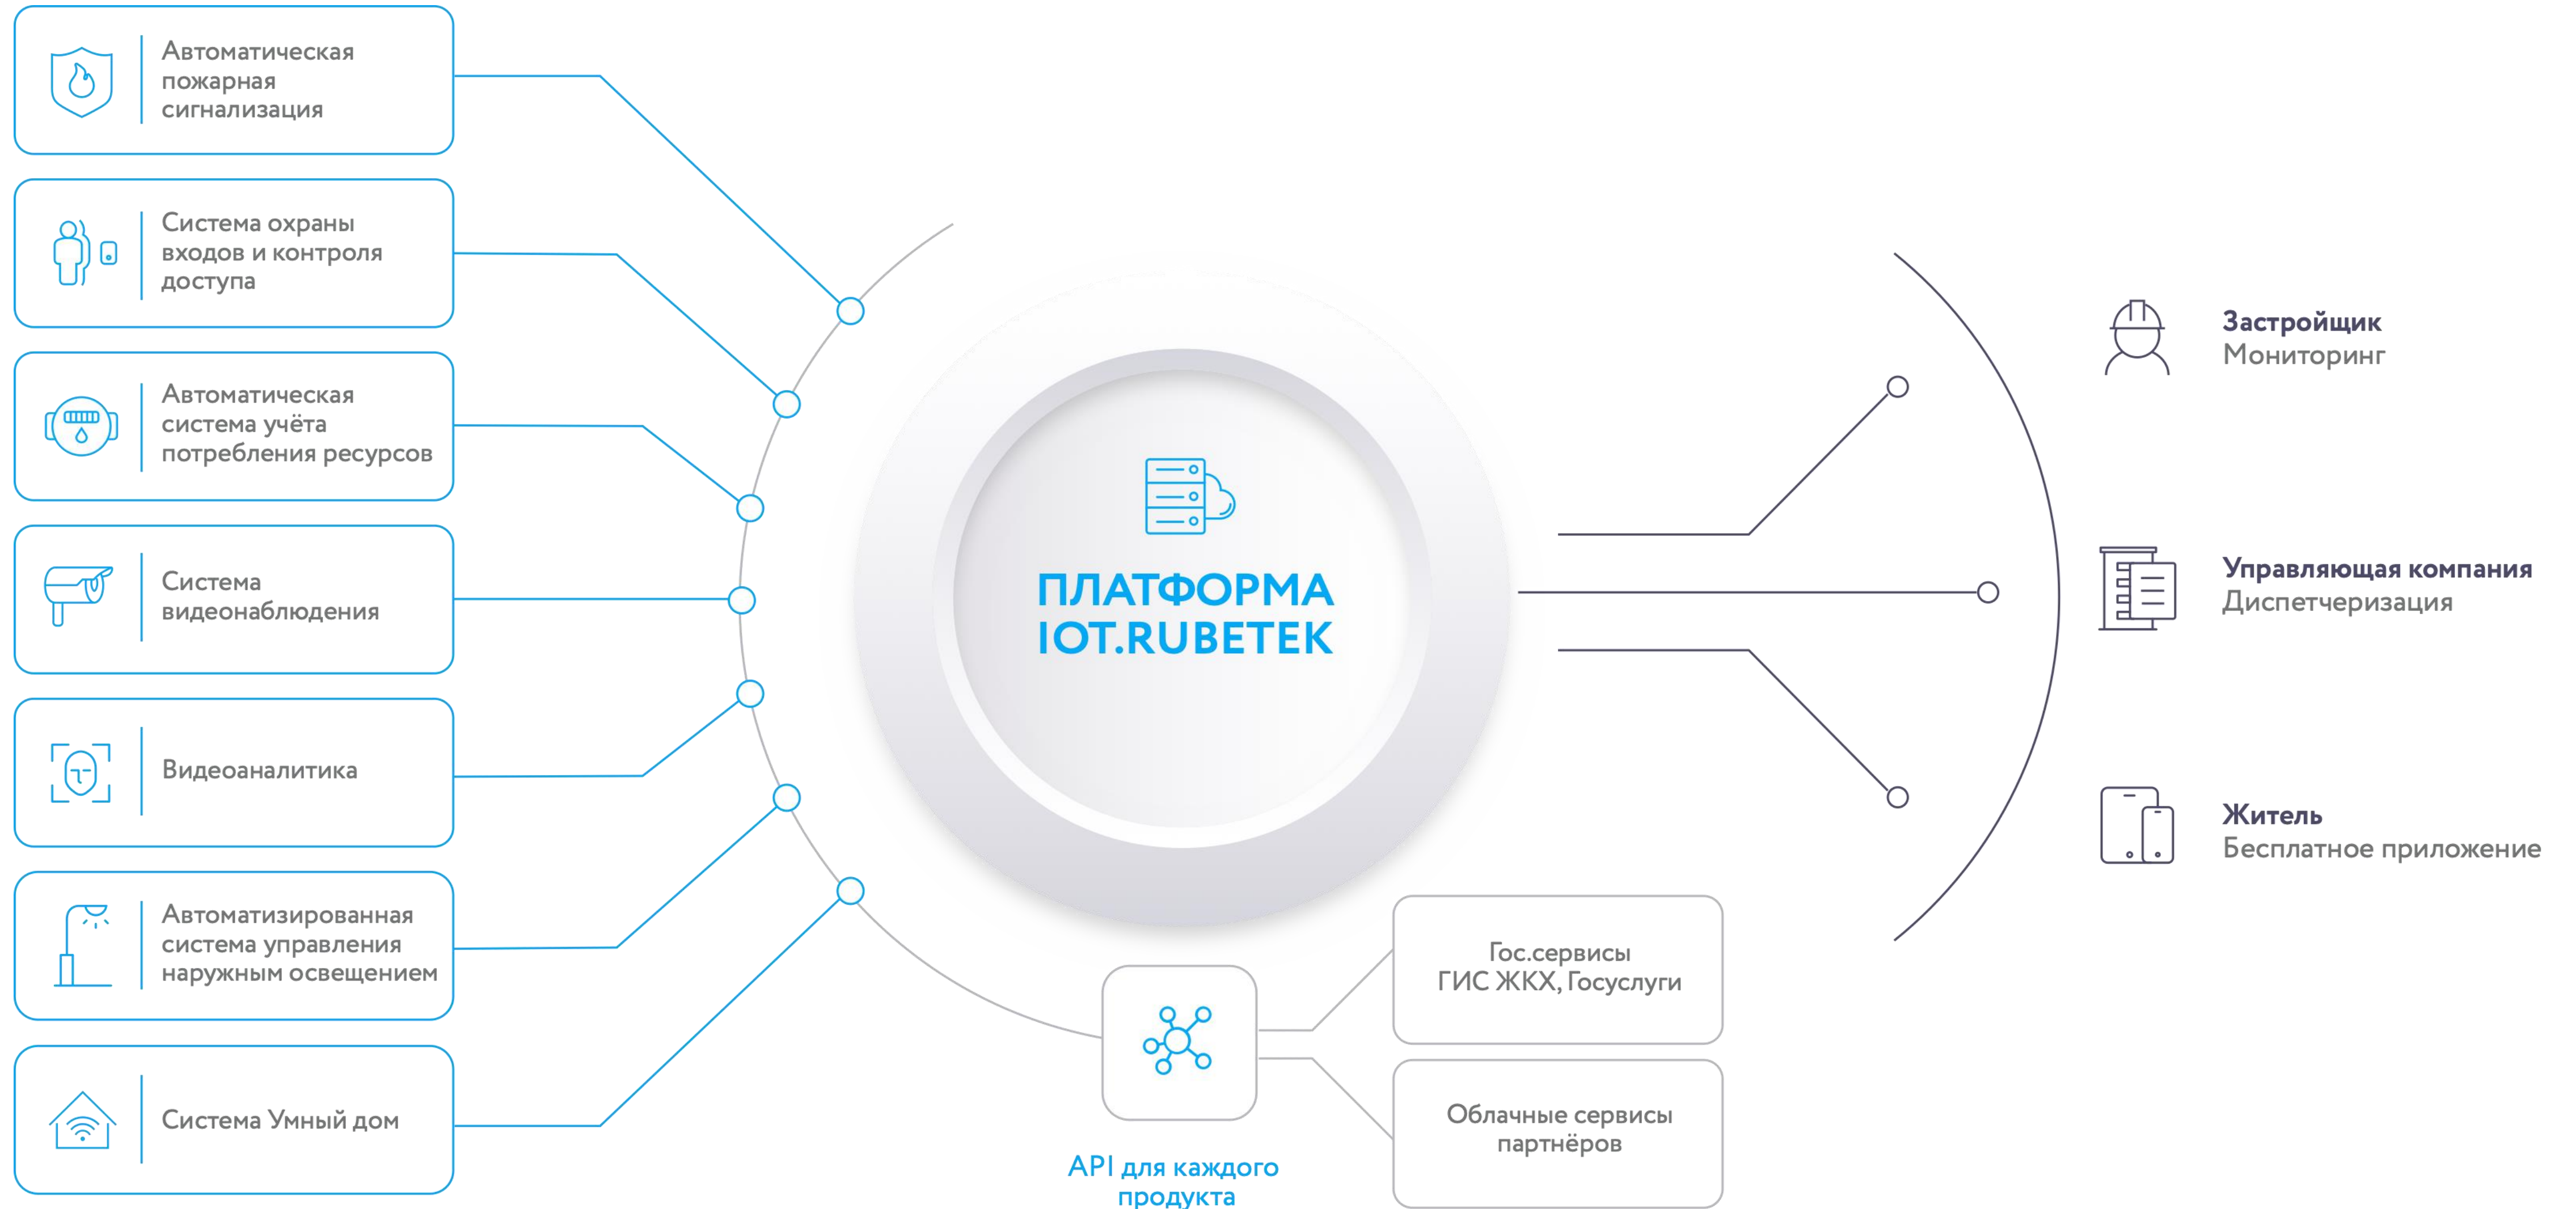 Автоматическая
пожарная
сигнализация
Система охраны
входов и контроля
доступа
Автоматическая
система учёта
потребления ресурсов
Система
видеонаблюдения
Видеоаналитика
Автоматизированная
система управления
наружным освещением
Система Умный дом
ПЛАТФОРМА
IOT.RUBETEK
API для каждого
продукта
Гос.сервисы
ГИС ЖКХ, Госуслуги
Облачные сервисы
партнёров
Застройщик
Мониторинг
Управляющая компания
Диспетчеризация
Житель
Бесплатное приложение